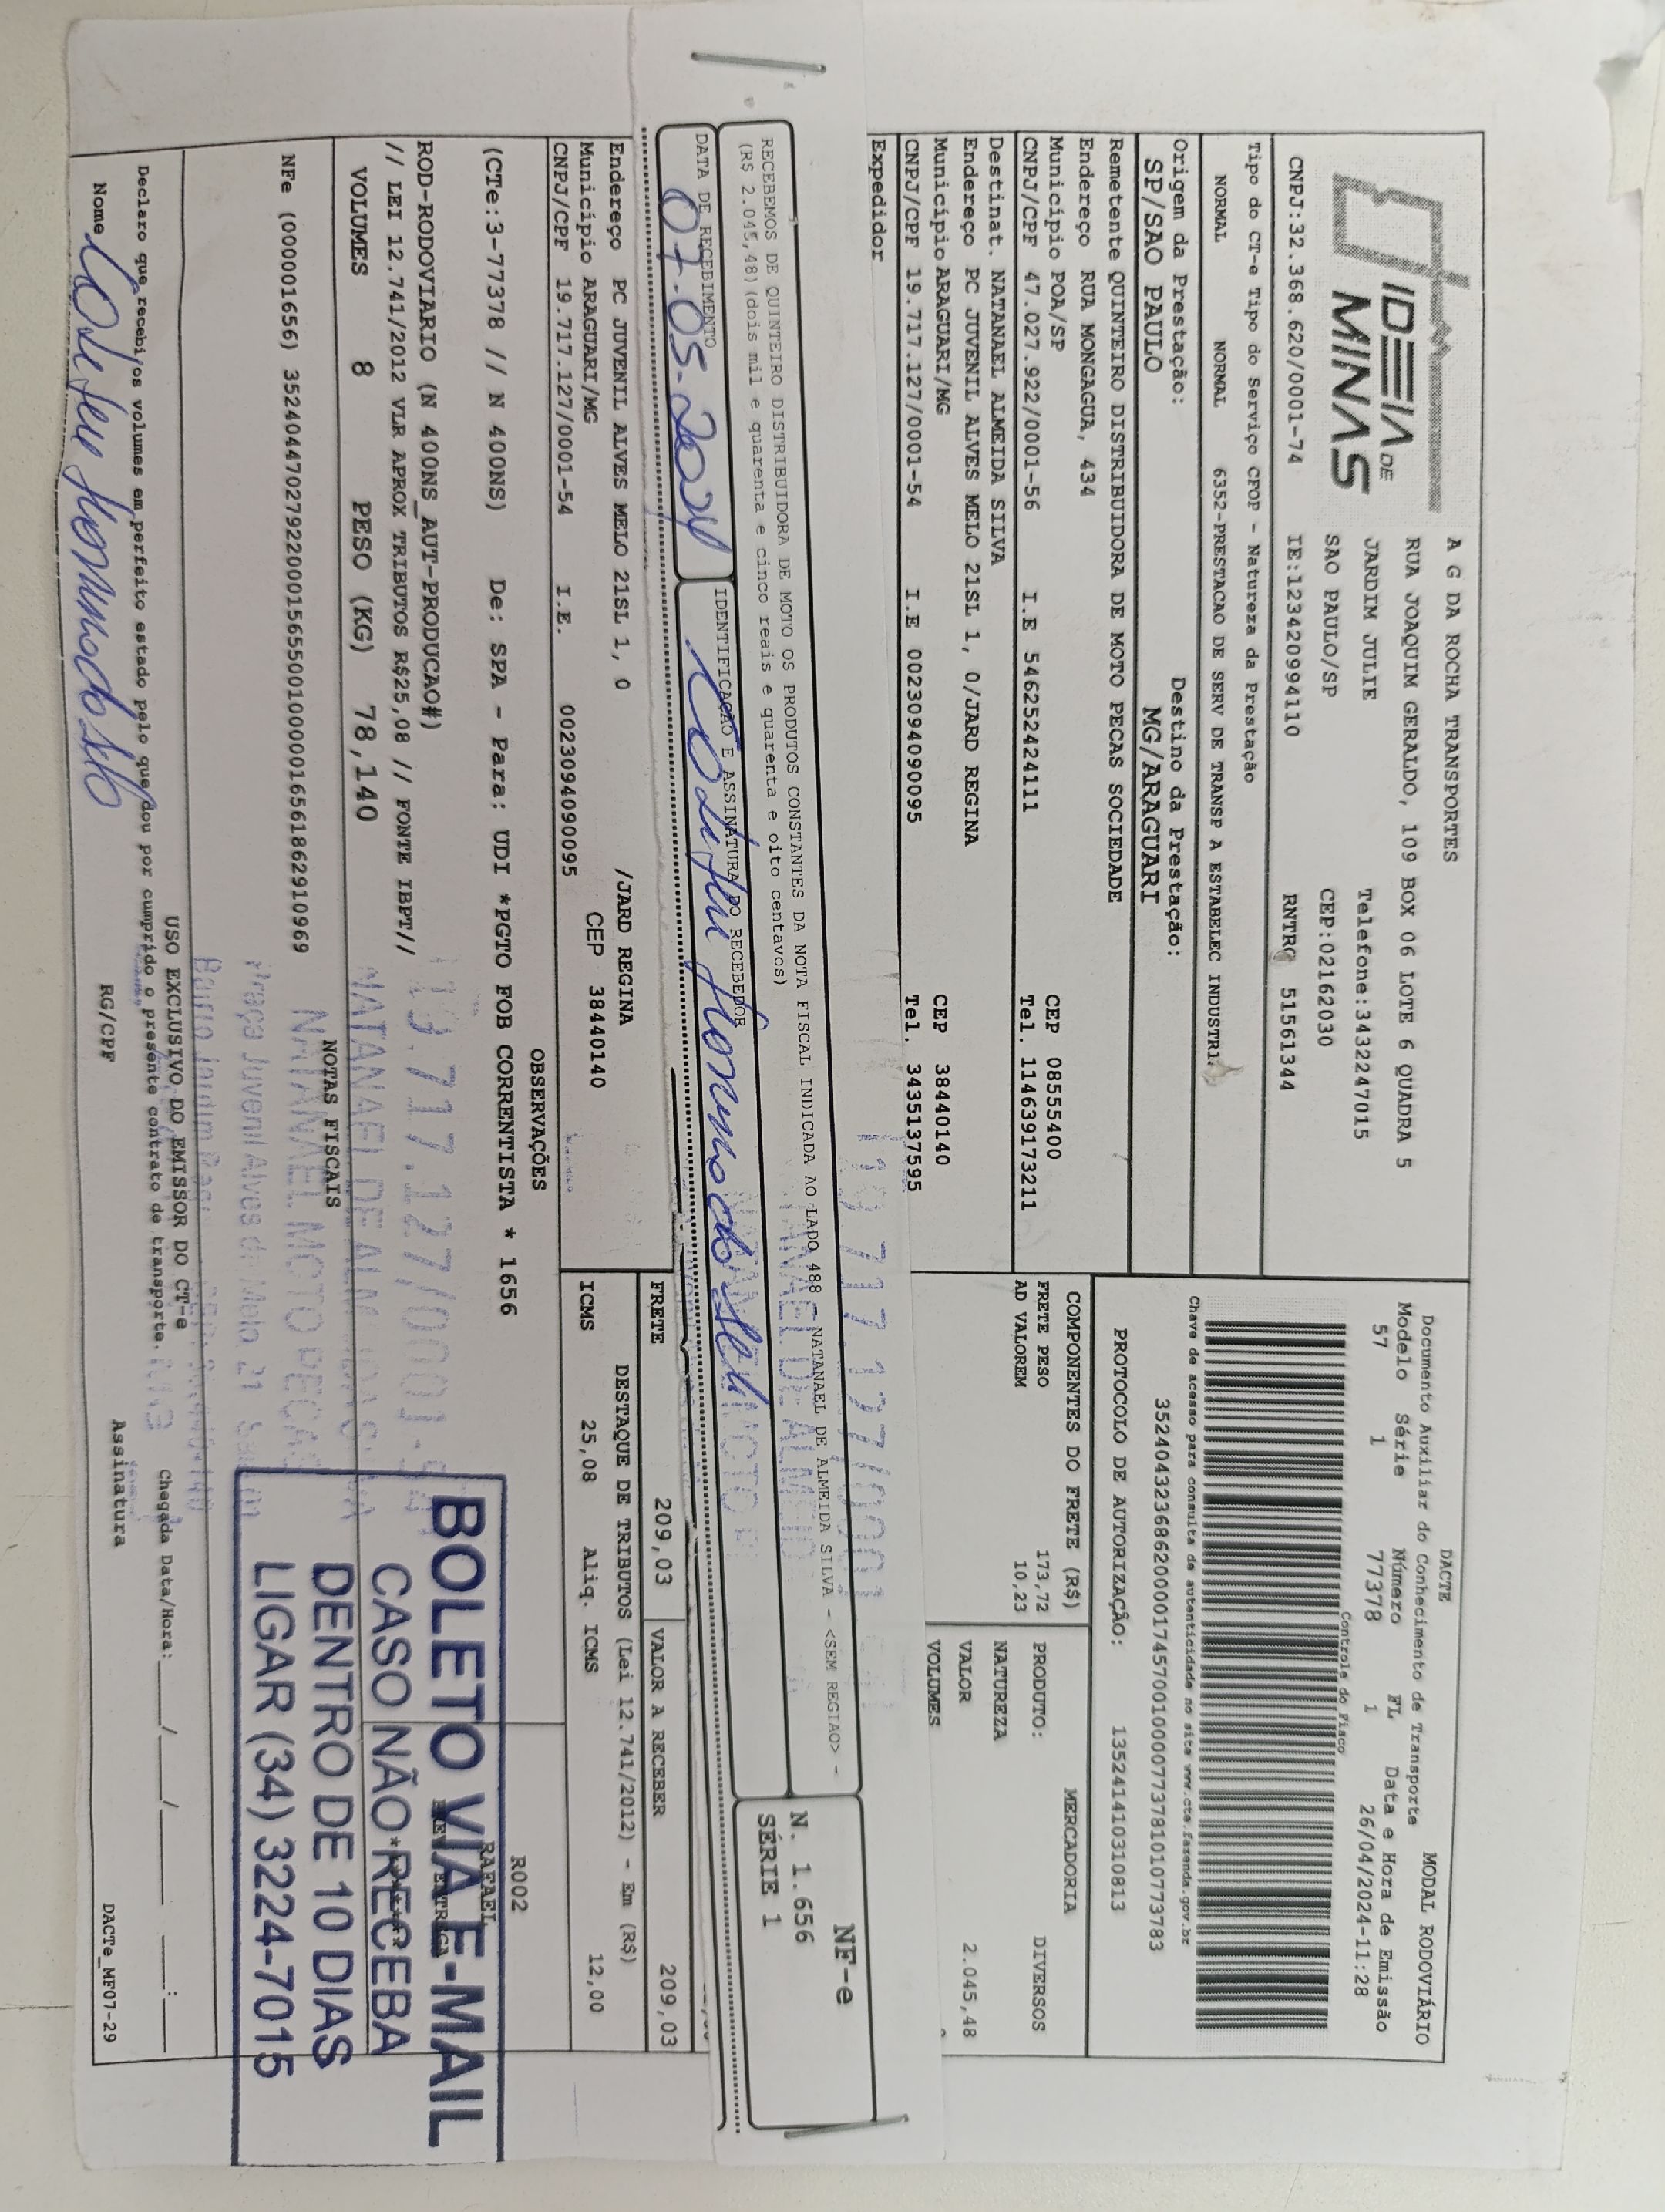 IDEIA DE
MINAS
A G DA ROCHA TRANSPORTES
RUA JOAQUIM GERALDO, 109 BOX 06 LOTE 6 QUADRA 5
JARDIM JULIE Telefone:3432247015
SAO PAULO/SP CEP:02162030
CNPJ:32.368.620/0001-74 IE:123420994110 RNTRC 51561344
DACTE
Documento Auxiliar do Conhecimento de Transporte
MODAL RODOVIÁRIO
Modelo Série Número FL Data e Hora de Emissão
57 1 77378 1 26/04/2024-11:28
Controle do Fisco
Chave de acesso para consulta de autenticidade no site www.cte.fazenda.gov.br
35240432368620000174570010000773781010773783
PROTOCOLO DE AUTORIZAÇÃO: 135241410310813
Tipo do CT-e Tipo do Serviço CFOP - Natureza da Prestação
NORMAL NORMAL 6352-PRESTACAO DE SERV DE TRANSP A ESTABELEC INDUSTRI.
Origem da Prestação: Destino da Prestação:
SP/SAO PAULO MG/ARAGUARI
Remetente QUINTEIRO DISTRIBUIDORA DE MOTO PECAS SOCIEDADE
Endereço RUA MONGAGUA, 434
Município POA/SP CEP 08555400
CNPJ/CPF 47.027.922/0001-56 I.E 546252424111 Tel. 114639173211
Destinat. NATANAEL ALMEIDA SILVA
Endereço PC JUVENIL ALVES MELO 21SL 1, 0/JARD REGINA
Município ARAGUARI/MG CEP 38440140
CNPJ/CPF 19.717.127/0001-54 I.E 0023094090095 Tel. 3435137595
Expedidor
COMPONENTES DO FRETE (R$)
FRETE PESO 173,72
AD VALOREM 10,23
MERCADORIA
PRODUTO: DIVERSOS
NATUREZA
VALOR 2.045,48
VOLUMES
19.717.127/0001
RECEBEMOS DE QUINTEIRO DISTRIBUIDORA DE MOTO OS PRODUTOS CONSTANTES DA NOTA FISCAL INDICADA AO LADO 488 - NATANAEL DE ALMEIDA SILVA - <SEM REGIAO> -
(R$ 2.045,48) (dois mil e quarenta e cinco reais e quarenta e oito centavos)
NF-e
N. 1.656
SÉRIE 1
DATA DE RECEBIMENTO
07-05-2024
IDENTIFICAÇÃO E ASSINATURA DO RECEBEDOR
Endereço PC JUVENIL ALVES MELO 21SL 1, 0 /JARD REGINA
Município ARAGUARI/MG CEP 38440140
CNPJ/CPF 19.717.127/0001-54 I.E. 0023094090095
FRETE 209,03 VALOR A RECEBER 209,03
DESTAQUE DE TRIBUTOS (Lei 12.741/2012) - Em (R$)
ICMS 25,08 Aliq. ICMS 12,00
OBSERVAÇÕES
(CTe:3-77378 // N 400NS) De: SPA - Para: UDI *PGTO FOB CORRENTISTA * 1656
R002
RAFAEL
ROD-RODOVIARIO (N 400NS_AUT-PRODUCAO#)
// LEI 12.741/2012 VLR APROX TRIBUTOS R$25,08 // FONTE IBPT//
19.717.127/0001-54
NATANAEL DE ALMEIDA SILVA
NATANAEL MOTO PEÇAS
Praça Juvenil Alves de Melo 21
VOLUMES 8 PESO (KG) 78,140
NOTAS FISCAIS
NFe (000001656) 35240447027922000156550010000016561862910969
BOLETO VIA E-MAIL
CASO NÃO RECEBA
DENTRO DE 10 DIAS
LIGAR (34) 3224-7015
USO EXCLUSIVO DO EMISSOR DO CT-e
Declaro que recebi/os volumes em perfeito estado pelo que dou por cumprido o presente contrato de transporte. Chegada Data/Hora: ___/___/_____ ___:___
Nome RG/CPF Assinatura
DACTe_MF07-29